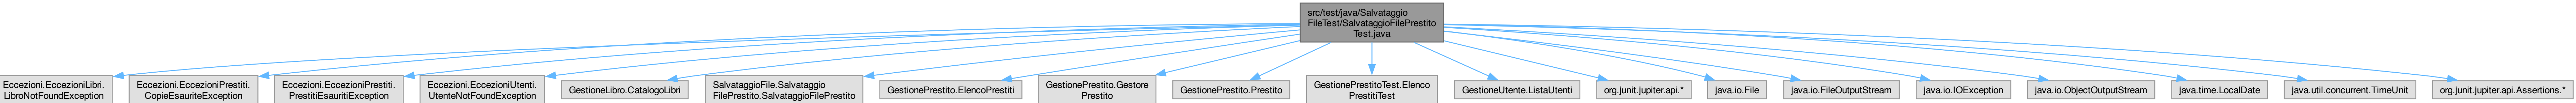 src/test/java/Salvataggio
FileTest/SalvataggioFilePrestito
Test.java
Eccezioni.EccezioniLibri.
LibroNotFoundException
Eccezioni.EccezioniPrestiti.
CopieEsauriteException
Eccezioni.EccezioniPrestiti.
PrestitiEsauritiException
Eccezioni.EccezioniUtenti.
UtenteNotFoundException
GestioneLibro.CatalogoLibri
SalvataggioFile.Salvataggio
FilePrestito.SalvataggioFilePrestito
GestionePrestito.ElencoPrestiti
GestionePrestito.Gestore
Prestito
GestionePrestito.Prestito
GestionePrestitoTest.Elenco
PrestitiTest
GestioneUtente.ListaUtenti
org.junit.jupiter.api.*
java.io.File
java.io.FileOutputStream
java.io.IOException
java.io.ObjectOutputStream
java.time.LocalDate
java.util.concurrent.TimeUnit
org.junit.jupiter.api.Assertions.*